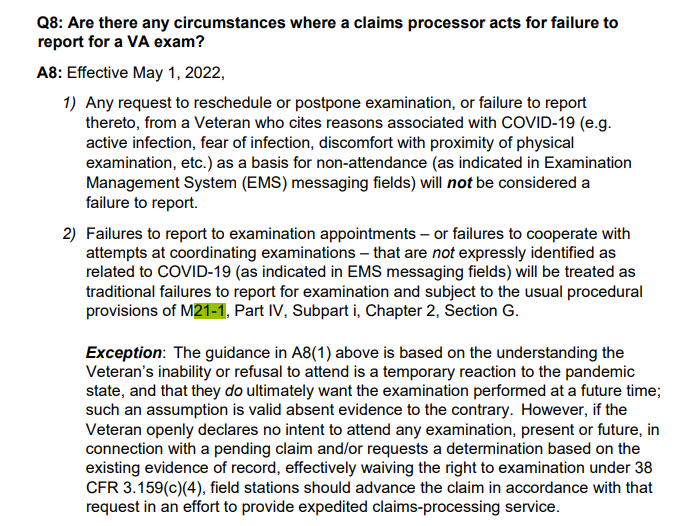 Q8: Are there any circumstances where a claims processor acts for failure to
report for a VA exam?
A8: Effective May 1, 2022,
1) Any request to reschedule or postpone examination, or failure to report
thereto, from a Veteran who cites reasons associated with COVID-19 (e.g.
active infection, fear of infection, discomfort with proximity of physical
examination, etc.) as a basis for non-attendance (as indicated in Examination
Management System (EMS) messaging fields) will not be considered a
failure to report.
2) Failures to report to examination appointments – or failures to cooperate with
attempts at coordinating examinations – that are not expressly identified as
related to COVID-19 (as indicated in EMS messaging fields) will be treated as
traditional failures to report for examination and subject to the usual procedural
provisions of M21-1, Part IV, Subpart i, Chapter 2, Section G.
Exception: The guidance in A8(1) above is based on the understanding the
Veteran's inability or refusal to attend is a temporary reaction to the pandemic
state, and that they do ultimately want the examination performed at a future time;
such an assumption is valid absent evidence to the contrary. However, if the
Veteran openly declares no intent to attend any examination, present or future, in
connection with a pending claim and/or requests a determination based on the
existing evidence of record, effectively waiving the right to examination under 38
CFR 3.159(c)(4), field stations should advance the claim in accordance with that
request in an effort to provide expedited claims-processing service.